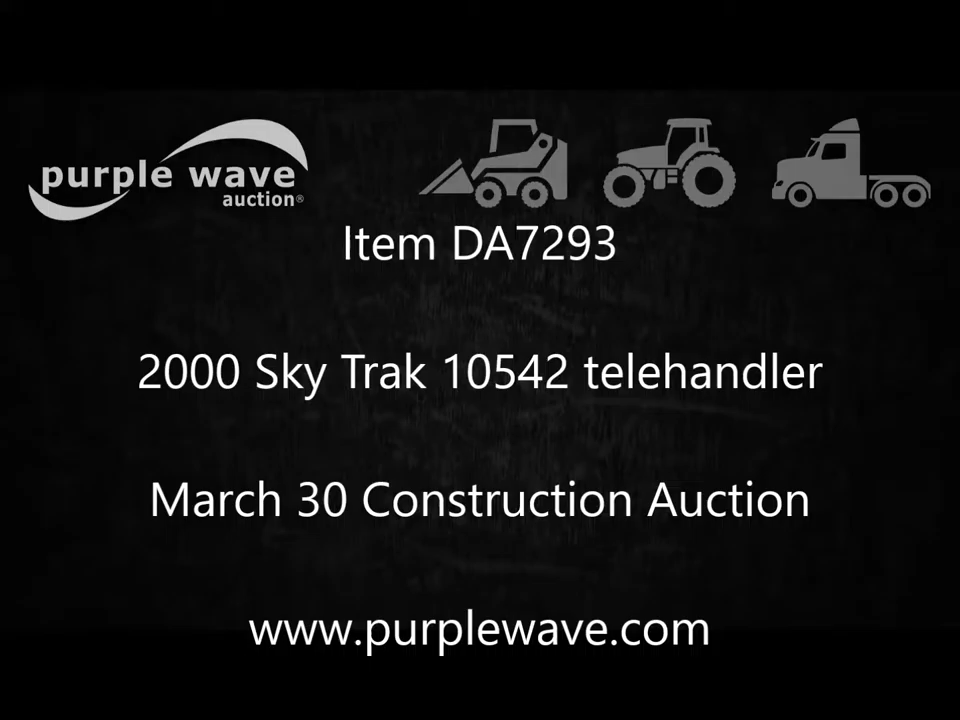 purple wave
auction®
Item DA7293
2000 Sky Trak 10542 telehandler
March 30 Construction Auction
www.purplewave.com